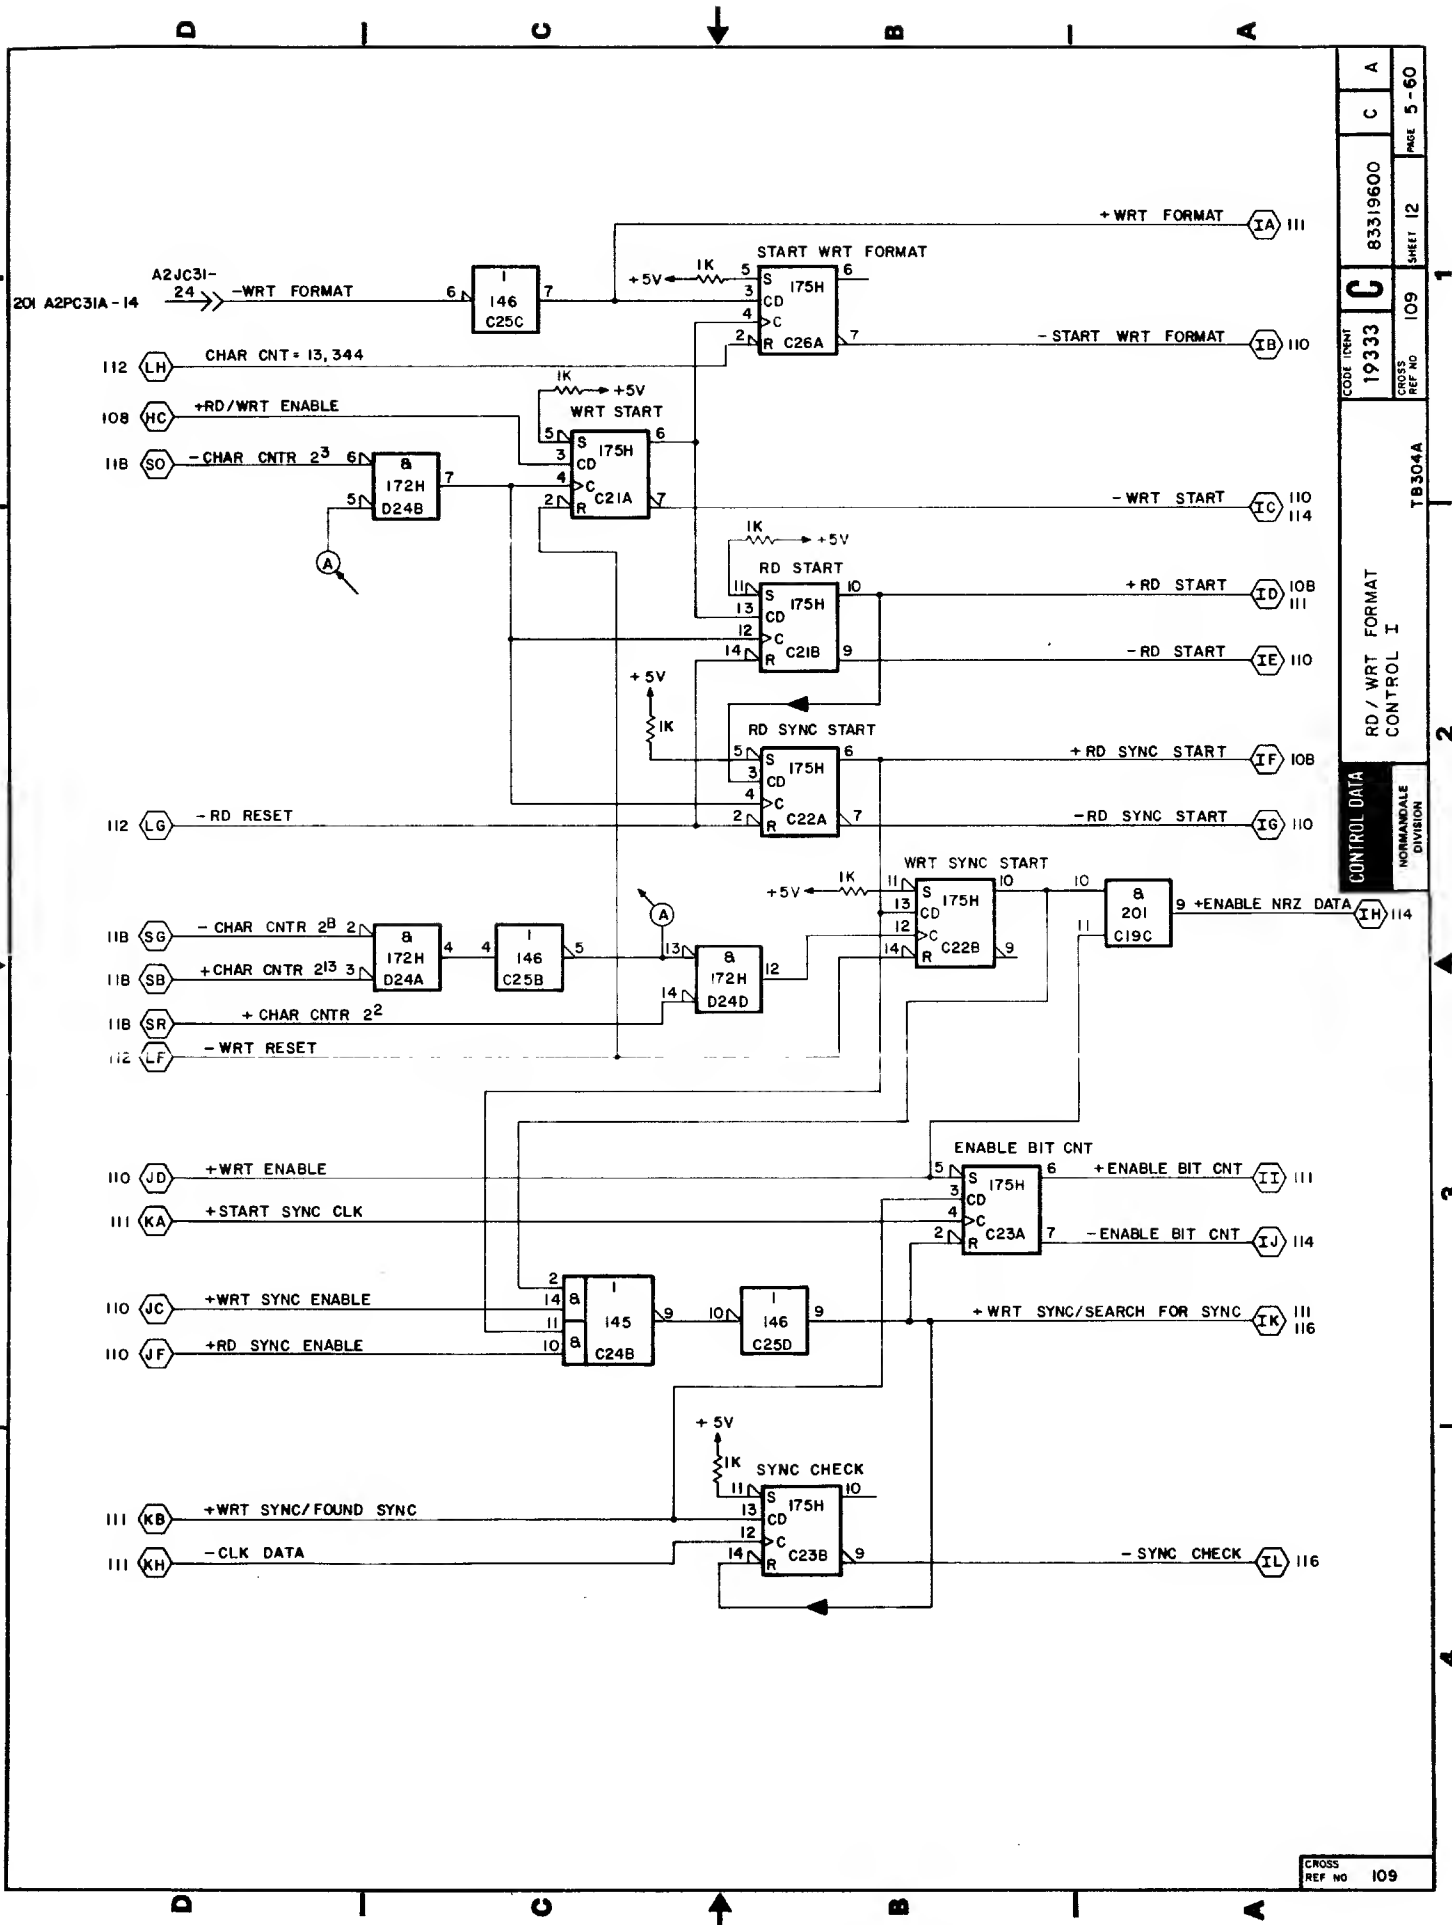 D C B A
+WRT FORMAT IA 111
START WRT FORMAT
A2JC31-
201 A2PC31A-14 24 -WRT FORMAT 6 1 146 C25C 7
+5V 1K 5 S 175H 6
3 CD
4 C
2 R C26A 7 -START WRT FORMAT IB 110
112 LH CHAR CNT = 13,344
1K +5V
108 HC +RD/WRT ENABLE WRT START
5 S 175H 6
118 SO -CHAR CNTR 2³ 6 & 7 3 CD
172H 4 C
5 D24B 2 R C21A 7 -WRT START IC 110
114
A
1K +5V
RD START
11 S 175H 10 +RD START ID 108
111
13 CD
12 C
14 R C21B 9 -RD START IE 110
+5V
1K
RD SYNC START
5 S 175H 6 +RD SYNC START IF 108
3 CD
4 C
112 LG -RD RESET 2 R C22A 7 -RD SYNC START IG 110
WRT SYNC START
+5V 1K 11 S 175H 10 10 &
13 CD 201 9 +ENABLE NRZ DATA IH 114
12 C 11 C19C
14 R C22B 9
118 SG -CHAR CNTR 2⁸ 2 & 4 4 1 5 A 13 &
172H 146 172H 12
118 SB +CHAR CNTR 2¹³ 3 D24A C25B 14 D24D
118 SR +CHAR CNTR 2²
112 LF -WRT RESET
ENABLE BIT CNT
110 JD +WRT ENABLE 5 S 175H 6 +ENABLE BIT CNT II 111
3 CD
111 KA +START SYNC CLK 4 C
2 R C23A 7 -ENABLE BIT CNT IJ 114
2 & 1
110 JC +WRT SYNC ENABLE 14 145 9 10 1 146 9 +WRT SYNC/SEARCH FOR SYNC IK 111
116
11 &
110 JF +RD SYNC ENABLE 10 C24B C25D
+5V
1K
SYNC CHECK
11 S 175H 10
111 KB +WRT SYNC/FOUND SYNC 13 CD
12 C
111 KH -CLK DATA 14 R C23B 9 -SYNC CHECK IL 116
1
2
3
4
CONTROL DATA
NORMANDALE
DIVISION
RD/WRT FORMAT
CONTROL I
TB304A
CODE IDENT
19333
C
83319600
C
A
CROSS
REF NO
109
SHEET 12
PAGE 5-60
CROSS
REF NO 109
D C B A